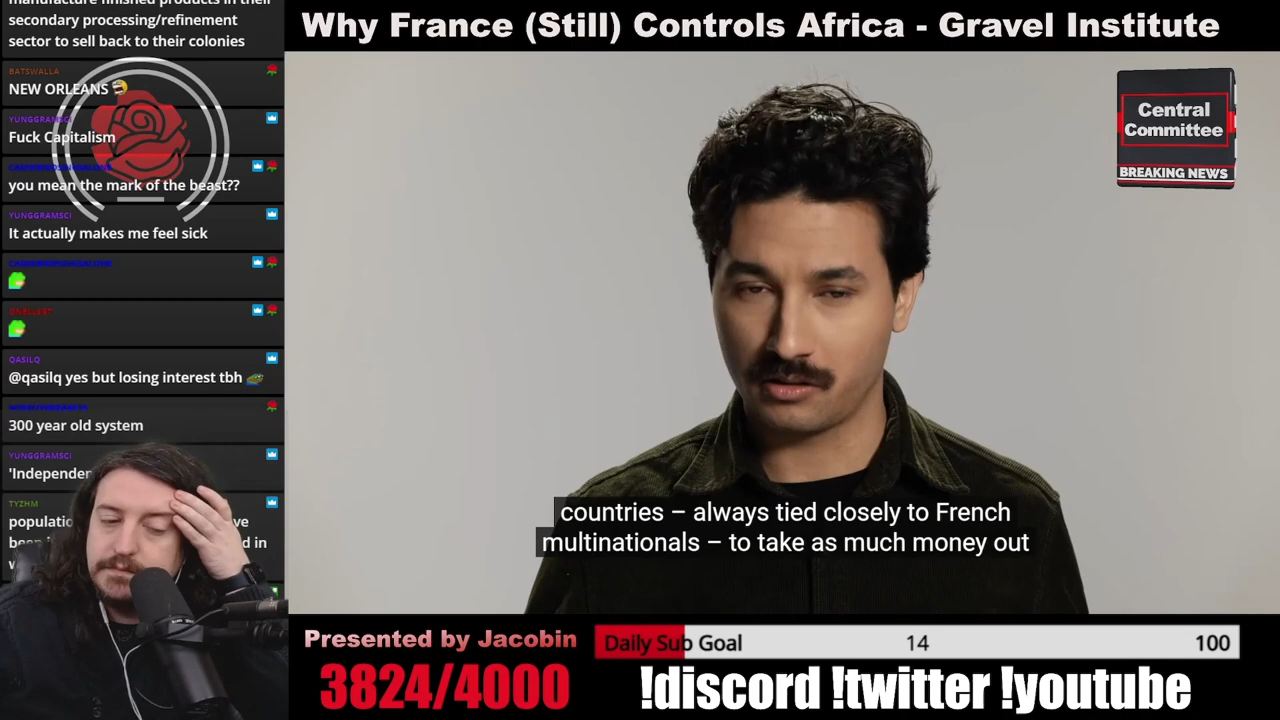 manufacture finished products in their
secondary processing/refinement
sector to sell back to their colonies
BATSWALLA
NEW ORLEANS
YUNGGRAMSCI
Fuck Capitalism
you mean the mark of the beast??
YUNGGRAMSCI
It actually makes me feel sick
QASILQ
@qasilq yes but losing interest tbh
300 year old system
YUNGGRAMSCI
TYZHM
Why France (Still) Controls Africa - Gravel Institute
Central
Committee
BREAKING NEWS
countries – always tied closely to French
multinationals – to take as much money out
Presented by Jacobin
3824/4000
Daily Sub Goal 14 100
!discord !twitter !youtube